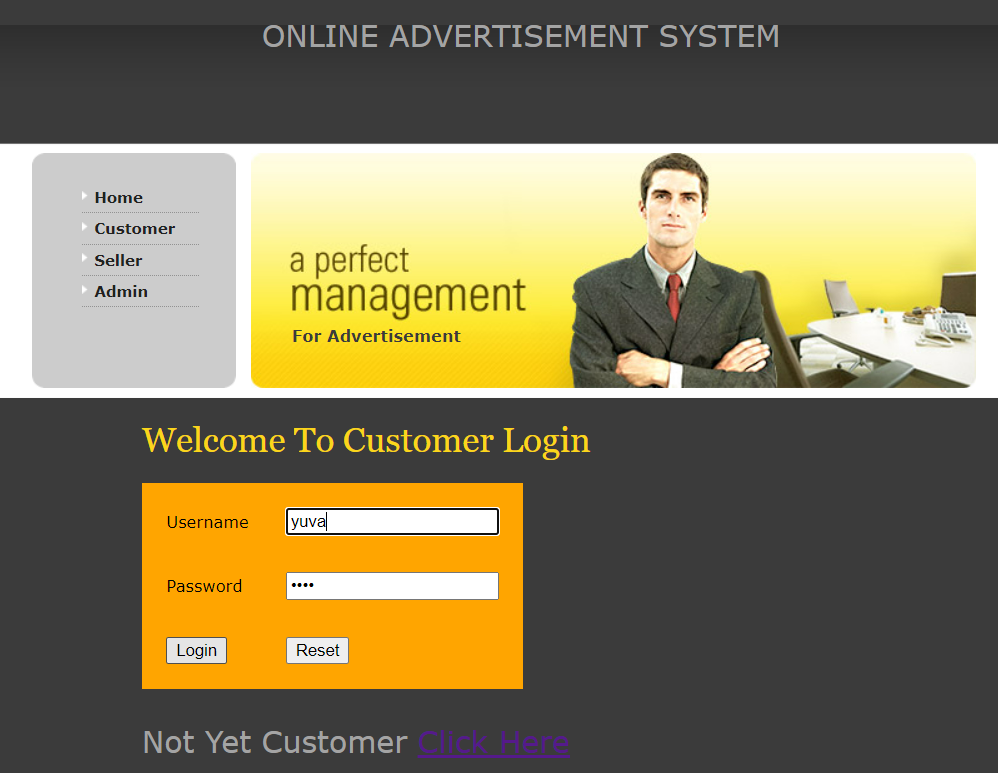 ONLINE ADVERTISEMENT SYSTEM
Home
Customer
Seller
Admin
a perfect
management
For Advertisement
Welcome To Customer Login
Username yuva
Password ••••
Login Reset
Not Yet Customer Click Here